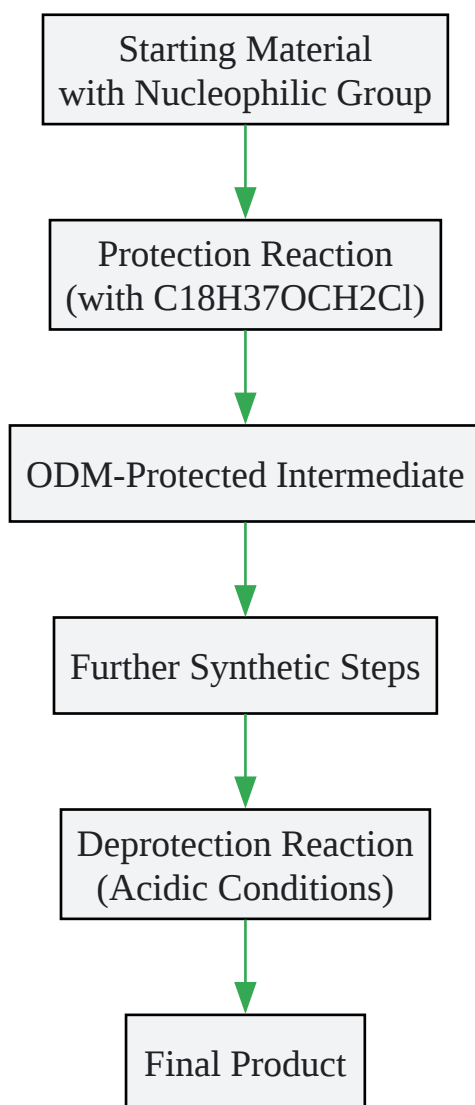 Starting Material
with Nucleophilic Group
Protection Reaction
(with C18H37OCH2Cl)
ODM-Protected Intermediate
Further Synthetic Steps
Deprotection Reaction
(Acidic Conditions)
Final Product